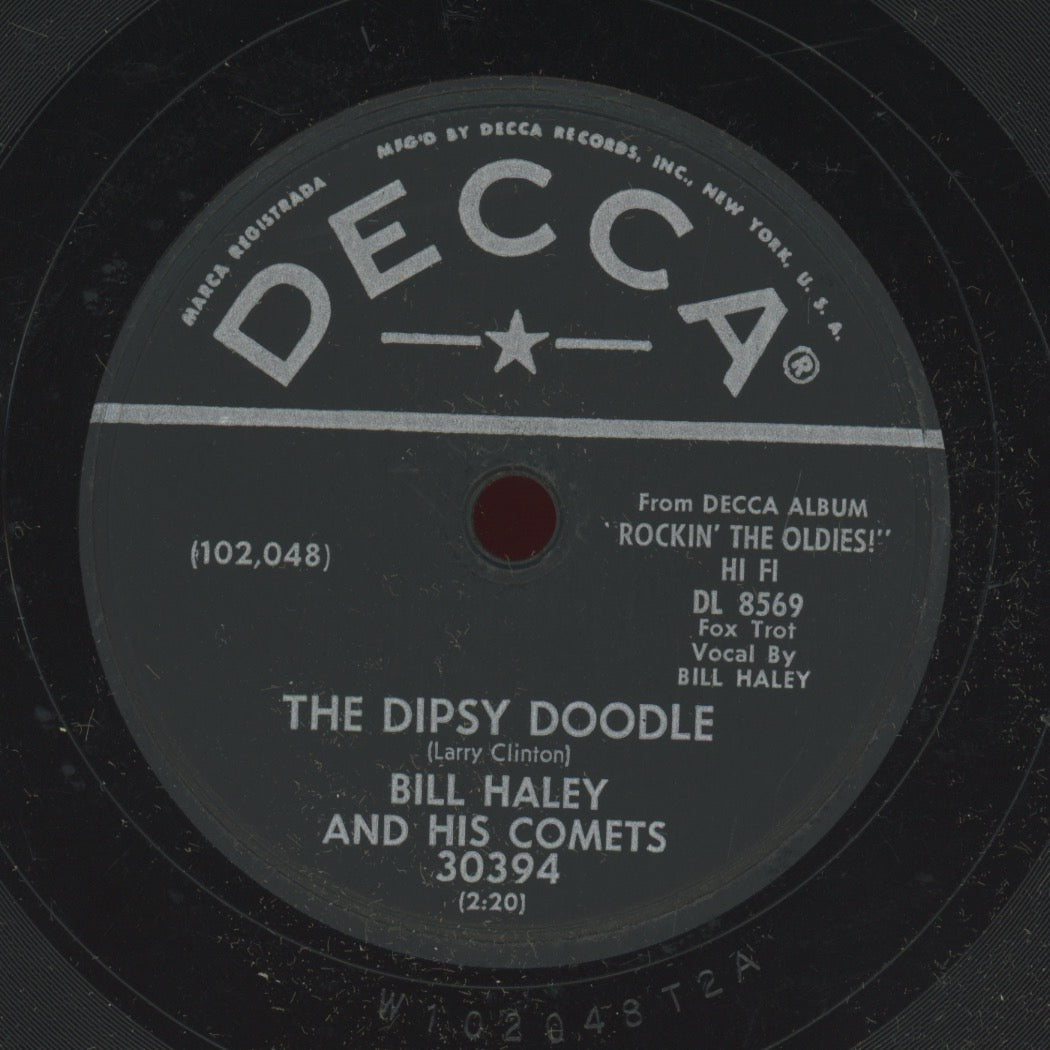 MARCA REGISTRADA
MFG'D BY DECCA RECORDS, INC., NEW YORK, U. S. A.
DECCA®
From DECCA ALBUM
"ROCKIN' THE OLDIES!"
(102,048)
HI FI
DL 8569
Fox Trot
Vocal By
BILL HALEY
THE DIPSY DOODLE
(Larry Clinton)
BILL HALEY
AND HIS COMETS
30394
(2:20)
W102048T2A